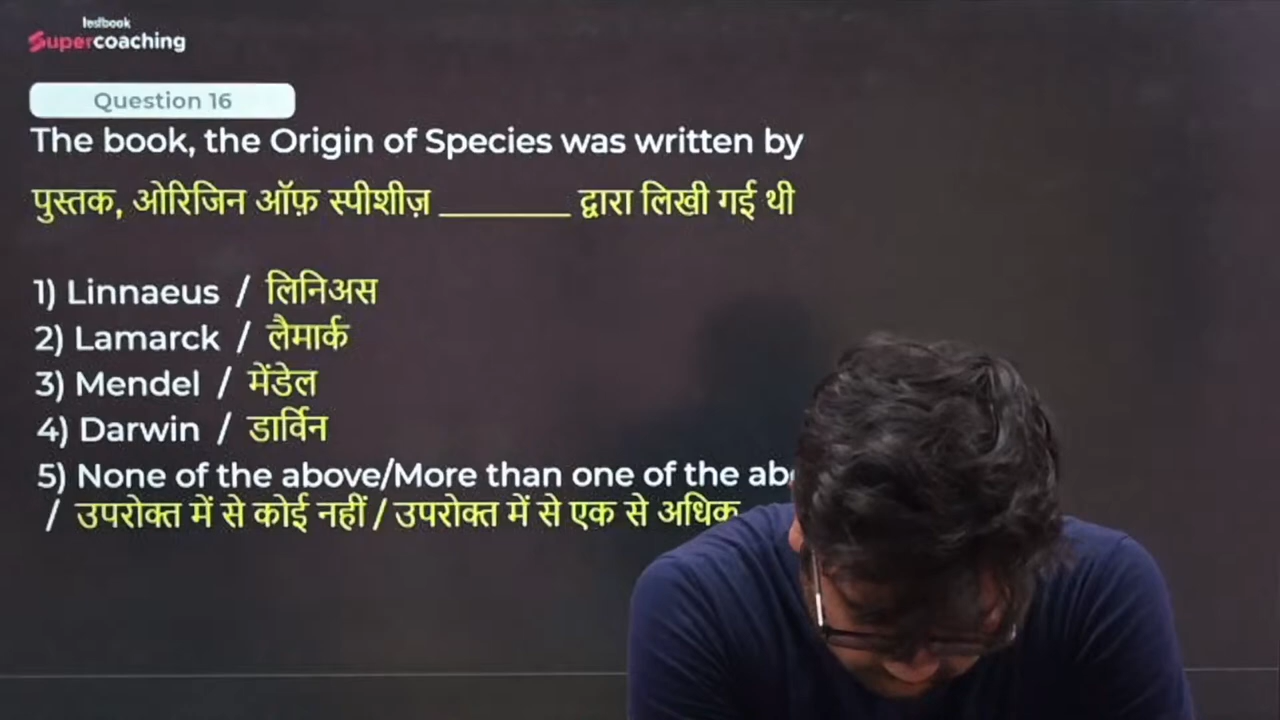 testbook
Supercoaching
Question 16
The book, the Origin of Species was written by
पुस्तक, ओरिजिन ऑफ़ स्पीशीज़ ________ द्वारा लिखी गई थी
1) Linnaeus / लिनिअस
2) Lamarck / लैमार्क
3) Mendel / मेंडेल
4) Darwin / डार्विन
5) None of the above/More than one of the
/ उपरोक्त में से कोई नहीं / उपरोक्त में से एक से अधिक